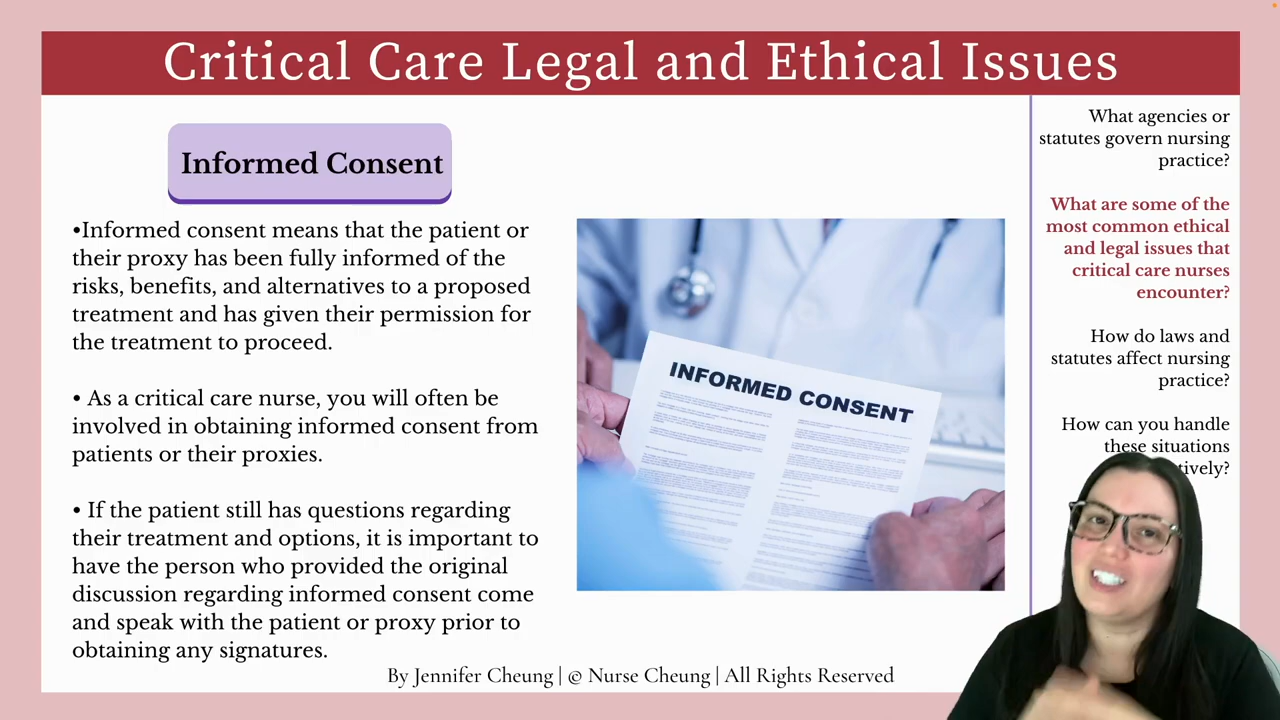 Critical Care Legal and Ethical Issues
Informed Consent
•Informed consent means that the patient or
their proxy has been fully informed of the
risks, benefits, and alternatives to a proposed
treatment and has given their permission for
the treatment to proceed.
• As a critical care nurse, you will often be
involved in obtaining informed consent from
patients or their proxies.
• If the patient still has questions regarding
their treatment and options, it is important to
have the person who provided the original
discussion regarding informed consent come
and speak with the patient or proxy prior to
obtaining any signatures.
INFORMED CONSENT
What agencies or
statutes govern nursing
practice?
What are some of the
most common ethical
and legal issues that
critical care nurses
encounter?
How do laws and
statutes affect nursing
practice?
How can you handle
these situations
By Jennifer Cheung | © Nurse Cheung | All Rights Reserved